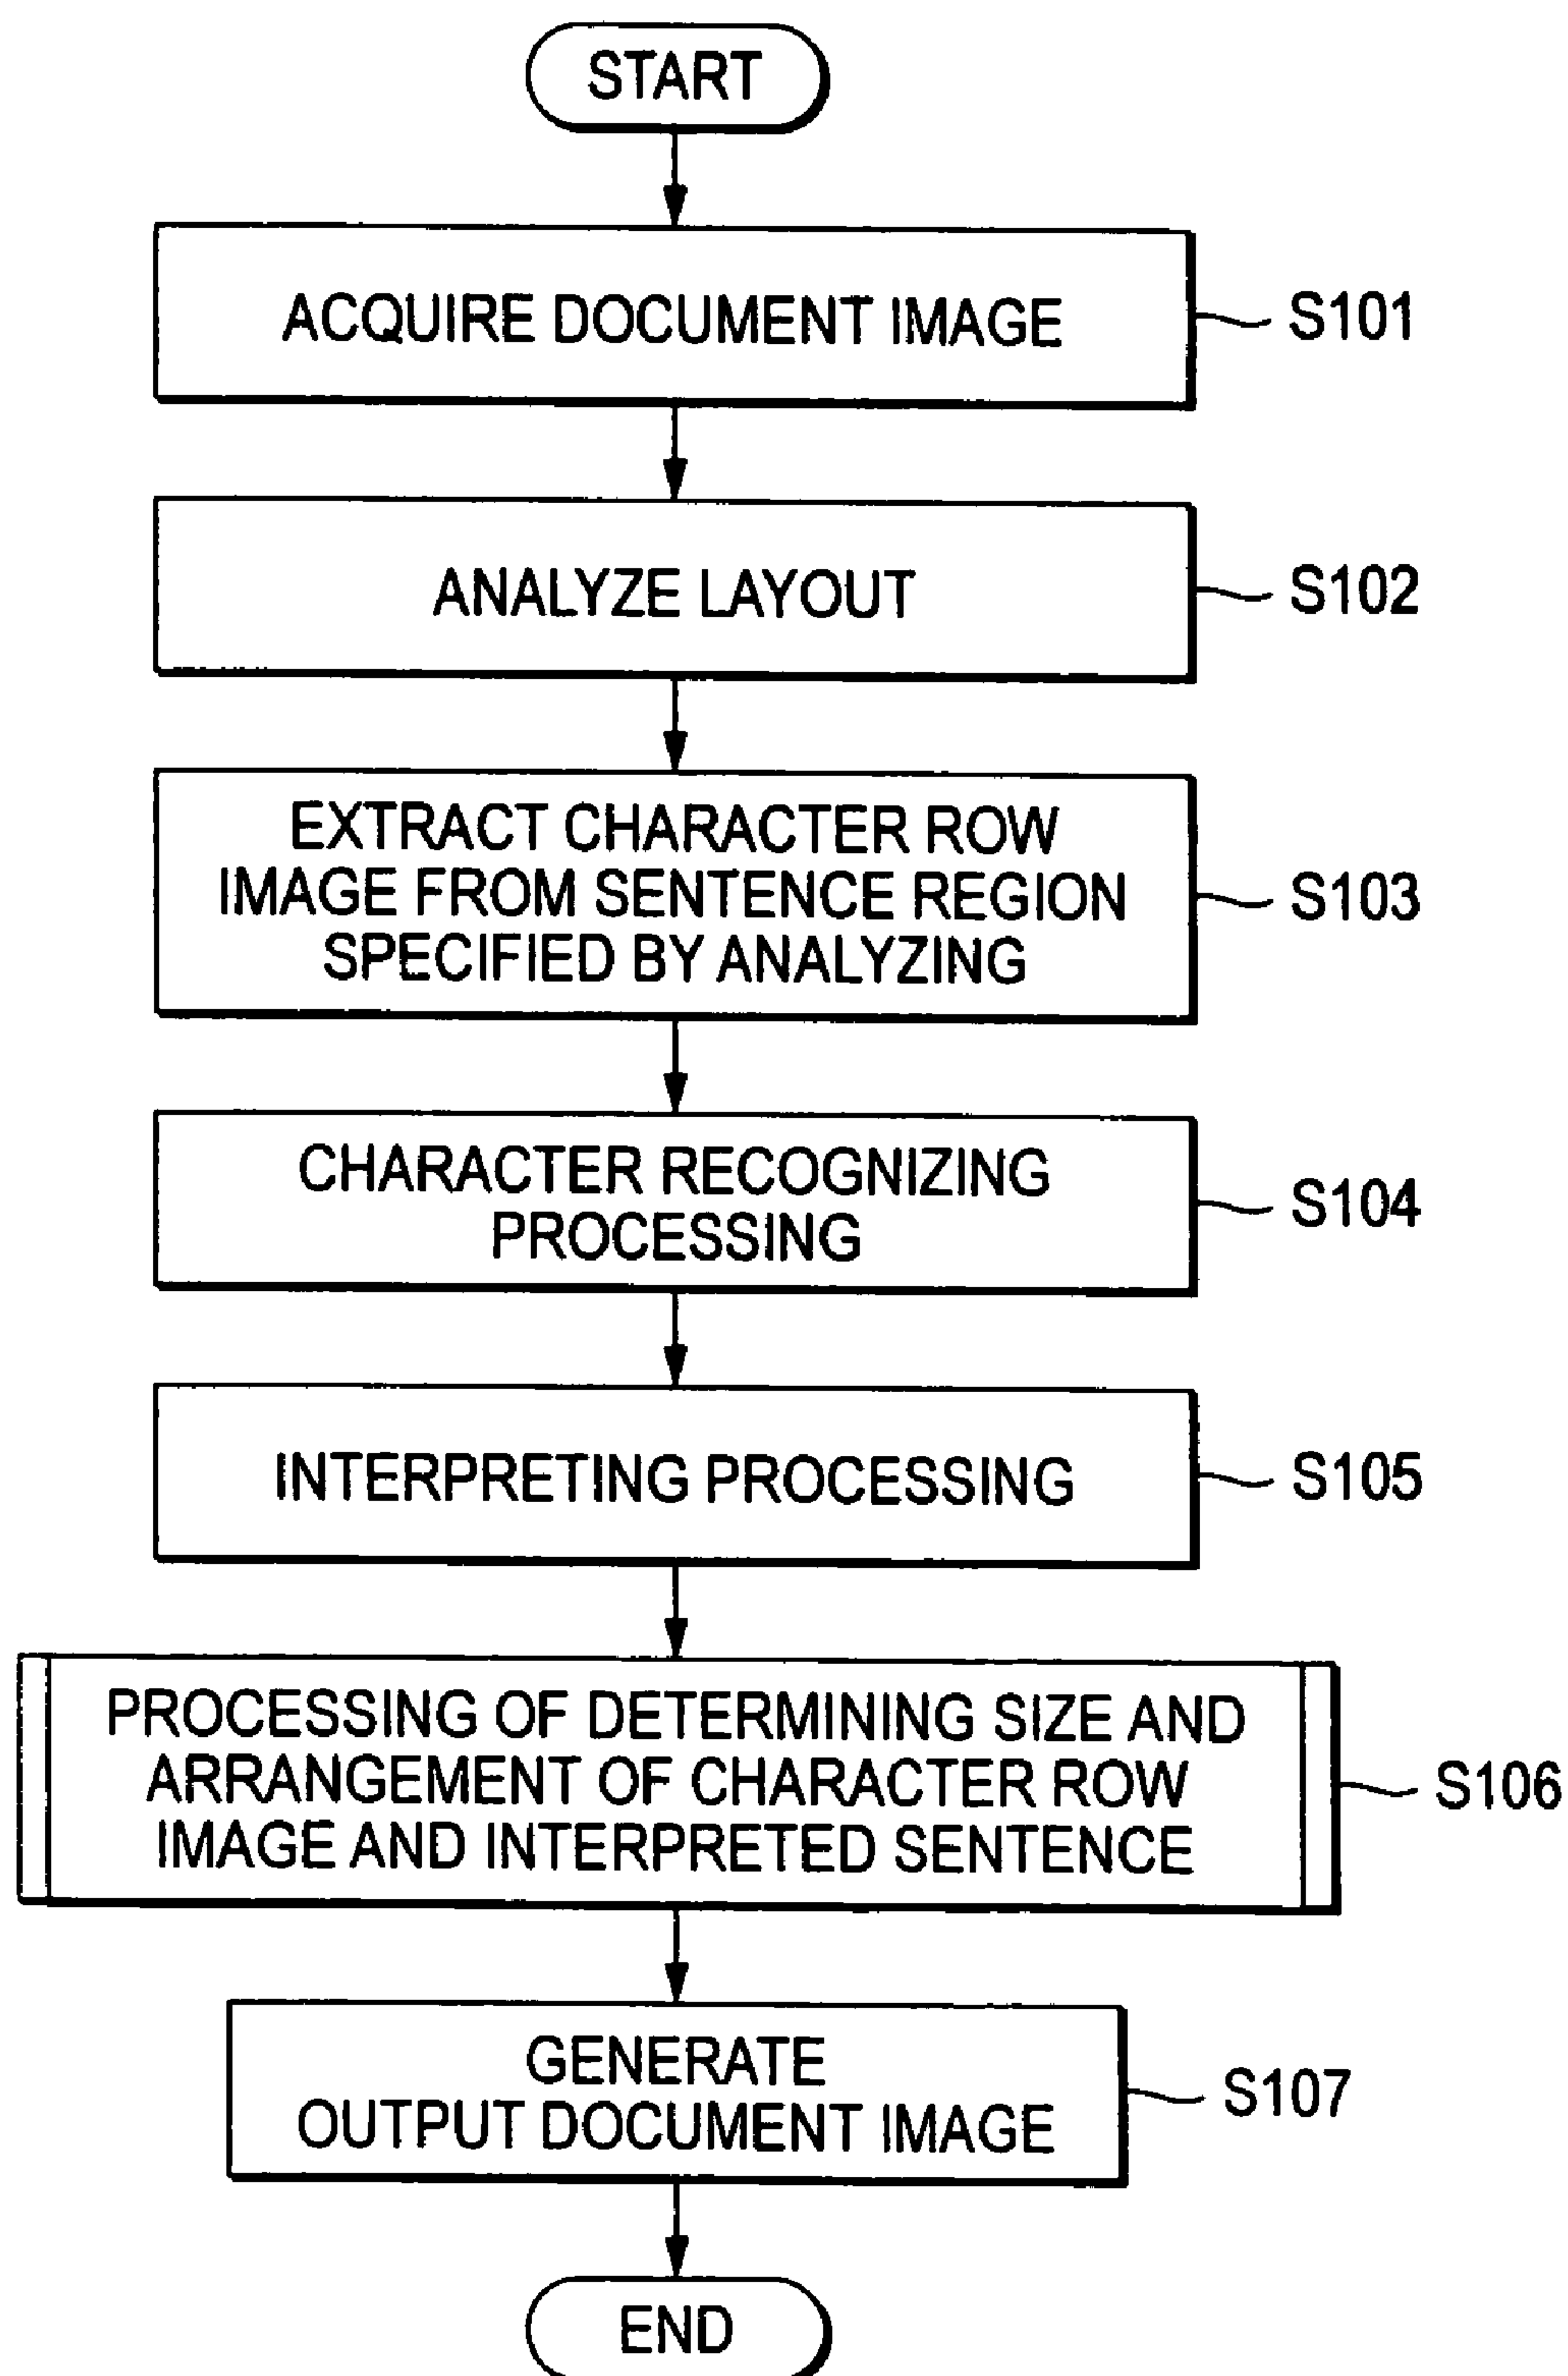 START
ACQUIRE DOCUMENT IMAGE
S101
ANALYZE LAYOUT
S102
EXTRACT CHARACTER ROW
IMAGE FROM SENTENCE REGION
SPECIFIED BY ANALYZING
S103
CHARACTER RECOGNIZING
PROCESSING
S104
INTERPRETING PROCESSING
S105
PROCESSING OF DETERMINING SIZE AND
ARRANGEMENT OF CHARACTER ROW
IMAGE AND INTERPRETED SENTENCE
S106
GENERATE
OUTPUT DOCUMENT IMAGE
S107
END